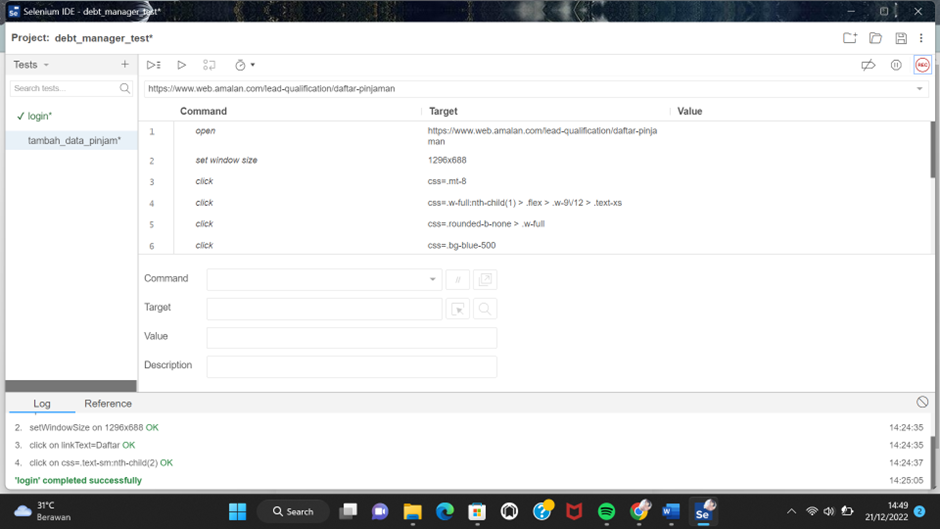 Selenium IDE - debt_manager_test*
Project: debt_manager_test*
Tests
Search tests...
✓ login*
tambah_data_pinjam*
REC
https://www.web.amalan.com/lead-qualification/daftar-pinjaman
Command Target Value
1 open https://www.web.amalan.com/lead-qualification/daftar-pinja
man
2 set window size 1296x688
3 click css=.mt-8
4 click css=.w-full:nth-child(1) > .flex > .w-9\/12 > .text-xs
5 click css=.rounded-b-none > .w-full
6 click css=.bg-blue-500
Command
//
Target
Value
Description
Log Reference
2. setWindowSize on 1296x688 OK 14:24:35
3. click on linkText=Daftar OK 14:24:35
4. click on css=.text-sm:nth-child(2) OK 14:24:37
'login' completed successfully 14:25:05
31°C
Berawan
Search
14:49
21/12/2022
2